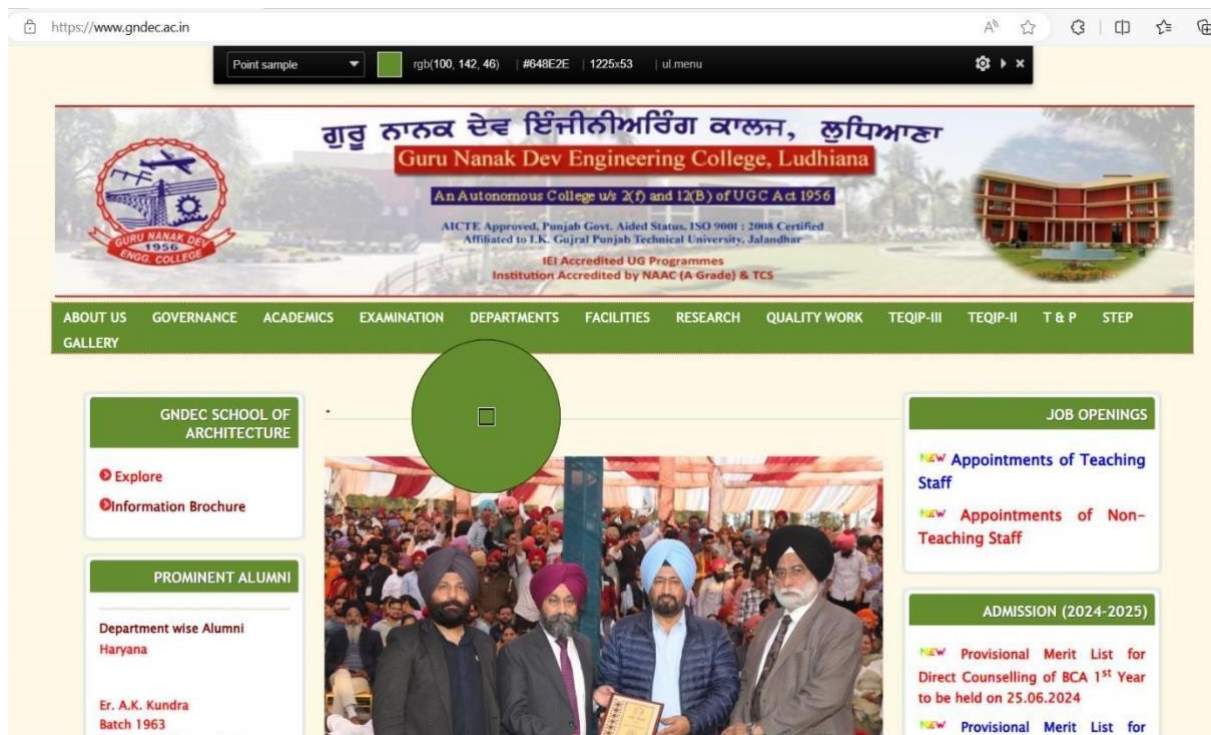 https://www.gndec.ac.in
Point sample rgb(100, 142, 46) | #648E2E | 1225x53 | ul.menu
ਗੁਰੂ ਨਾਨਕ ਦੇਵ ਇੰਜੀਨੀਅਰਿੰਗ ਕਾਲਜ, ਲੁਧਿਆਣਾ
Guru Nanak Dev Engineering College, Ludhiana
An Autonomous College u/s 2(f) and 12(B) of UGC Act 1956
AICTE Approved, Punjab Govt. Aided Status, ISO 9001 : 2008 Certified
Affiliated to I.K. Gujral Punjab Technical University, Jalandhar
IEI Accredited UG Programmes
Institution Accredited by NAAC (A Grade) & TCS
GURU NANAK DEV
1956
ENGG. COLLEGE
ABOUT US GOVERNANCE ACADEMICS EXAMINATION DEPARTMENTS FACILITIES RESEARCH QUALITY WORK TEQIP-III TEQIP-II T & P STEP
GALLERY
GNDEC SCHOOL OF
ARCHITECTURE
Explore
Information Brochure
PROMINENT ALUMNI
Department wise Alumni
Haryana
Er. A.K. Kundra
Batch 1963
JOB OPENINGS
NEW Appointments of Teaching
Staff
NEW Appointments of Non-
Teaching Staff
ADMISSION (2024-2025)
NEW Provisional Merit List for
Direct Counselling of BCA 1st Year
to be held on 25.06.2024
NEW Provisional Merit List for